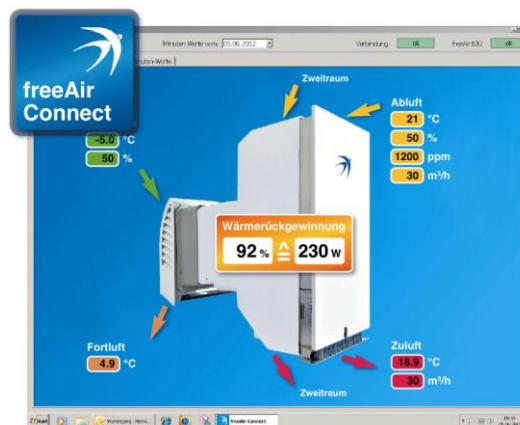 freeAir
Connect
Minuten Werte vom: 05.06.2012
Verbindung: ok
freeAir100: ok
Minuten-Werte
Zweitraum
Abluft
21 °C
50 %
1200 ppm
30 m³/h
-5.0 °C
50 %
Wärmerückgewinnung
92 % ≙ 230 W
Fortluft
4.9 °C
Zuluft
18.9 °C
30 m³/h
Zweitraum
Start
freeAir-Connect